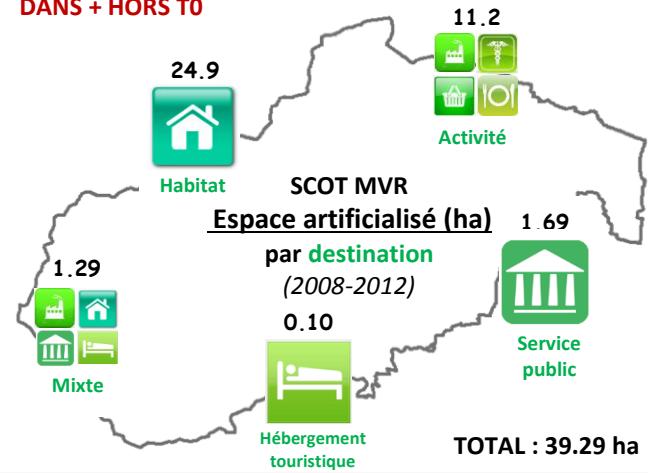 DANS + HORS T0
11.2
Activité
24.9
Habitat
SCOT MVR
Espace artificialisé (ha)
par destination
(2008-2012)
1.69
Service
public
1.29
Mixte
0.10
Hébergement
touristique
TOTAL : 39.29 ha